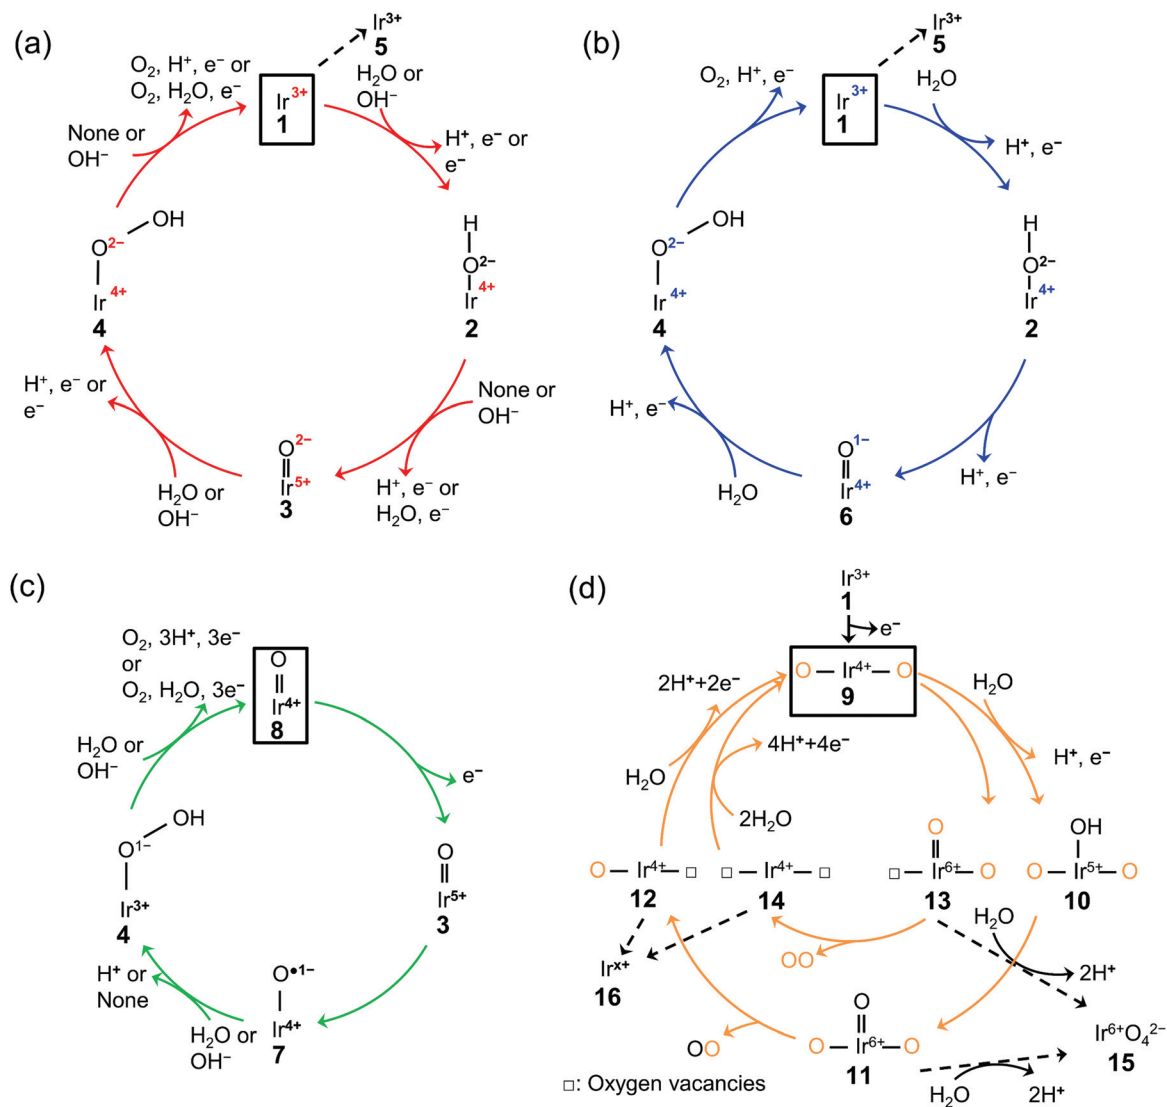 (a)
Ir³⁺
5
O₂, H⁺, e⁻ or
O₂, H₂O, e⁻
Ir³⁺
1
H₂O or
OH⁻
None or
OH⁻
H⁺, e⁻ or
e⁻
OH
O²⁻
Ir⁴⁺
4
H
O²⁻
Ir⁴⁺
2
H⁺, e⁻ or
e⁻
None or
OH⁻
O²⁻
Ir⁵⁺
3
H₂O or
OH⁻
H⁺, e⁻ or
H₂O, e⁻
(b)
Ir³⁺
5
O₂, H⁺, e⁻
Ir³⁺
1
H₂O
H⁺, e⁻
OH
O²⁻
Ir⁴⁺
4
H
O²⁻
Ir⁴⁺
2
H⁺, e⁻
O¹⁻
Ir⁴⁺
6
H₂O
H⁺, e⁻
(c)
O₂, 3H⁺, 3e⁻
or
O₂, H₂O, 3e⁻
O
Ir⁴⁺
8
H₂O or
OH⁻
e⁻
OH
O¹⁻
Ir³⁺
4
O
Ir⁵⁺
3
H⁺ or
None
O•¹⁻
Ir⁴⁺
7
H₂O or
OH⁻
(d)
Ir³⁺
1
e⁻
O Ir⁴⁺ O
9
2H⁺+2e⁻
H₂O
4H⁺+4e⁻
H₂O
2H₂O
H⁺, e⁻
O Ir⁴⁺ □
12
□ Ir⁴⁺ □
14
O
□ Ir⁶⁺ O
13
OH
O Ir⁵⁺ O
10
Irˣ⁺
16
OO
H₂O
2H⁺
O
O Ir⁶⁺ O
11
OO
Ir⁶⁺O₄²⁻
15
H₂O
2H⁺
□: Oxygen vacancies